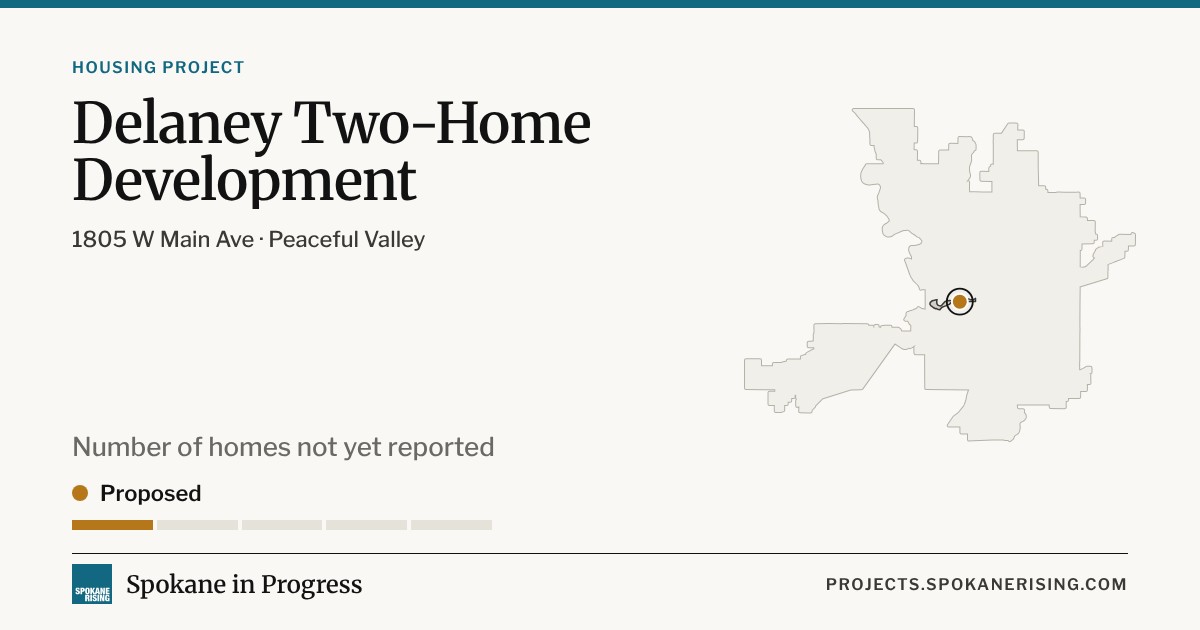 HOUSING PROJECT
Delaney Two-Home
Development
1805 W Main Ave · Peaceful Valley
Number of homes not yet reported
Proposed
SPOKANE
RISING
Spokane in Progress
PROJECTS.SPOKANERISING.COM